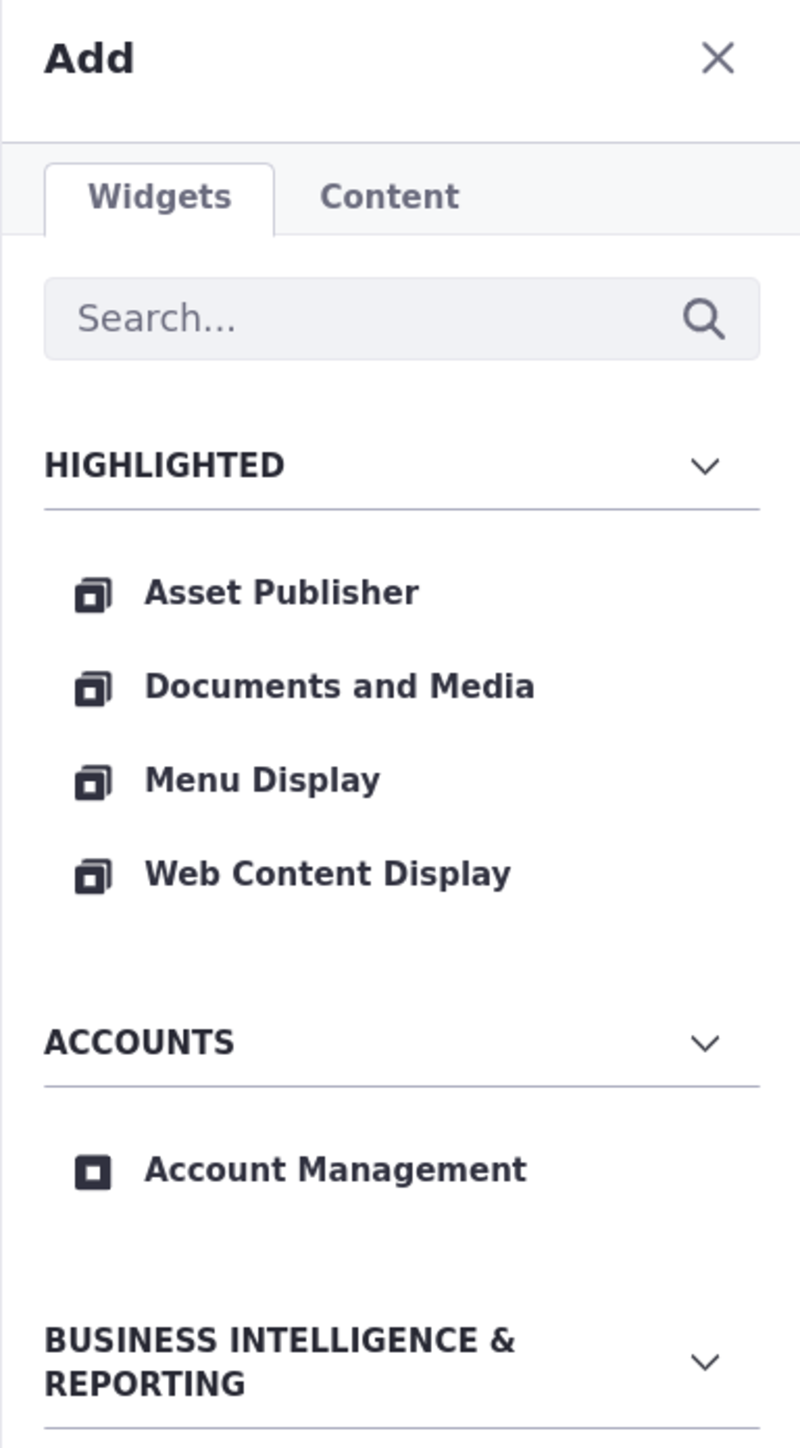 Add
Widgets
Content
Search...
HIGHLIGHTED
Asset Publisher
Documents and Media
Menu Display
Web Content Display
ACCOUNTS
Account Management
BUSINESS INTELLIGENCE &
REPORTING